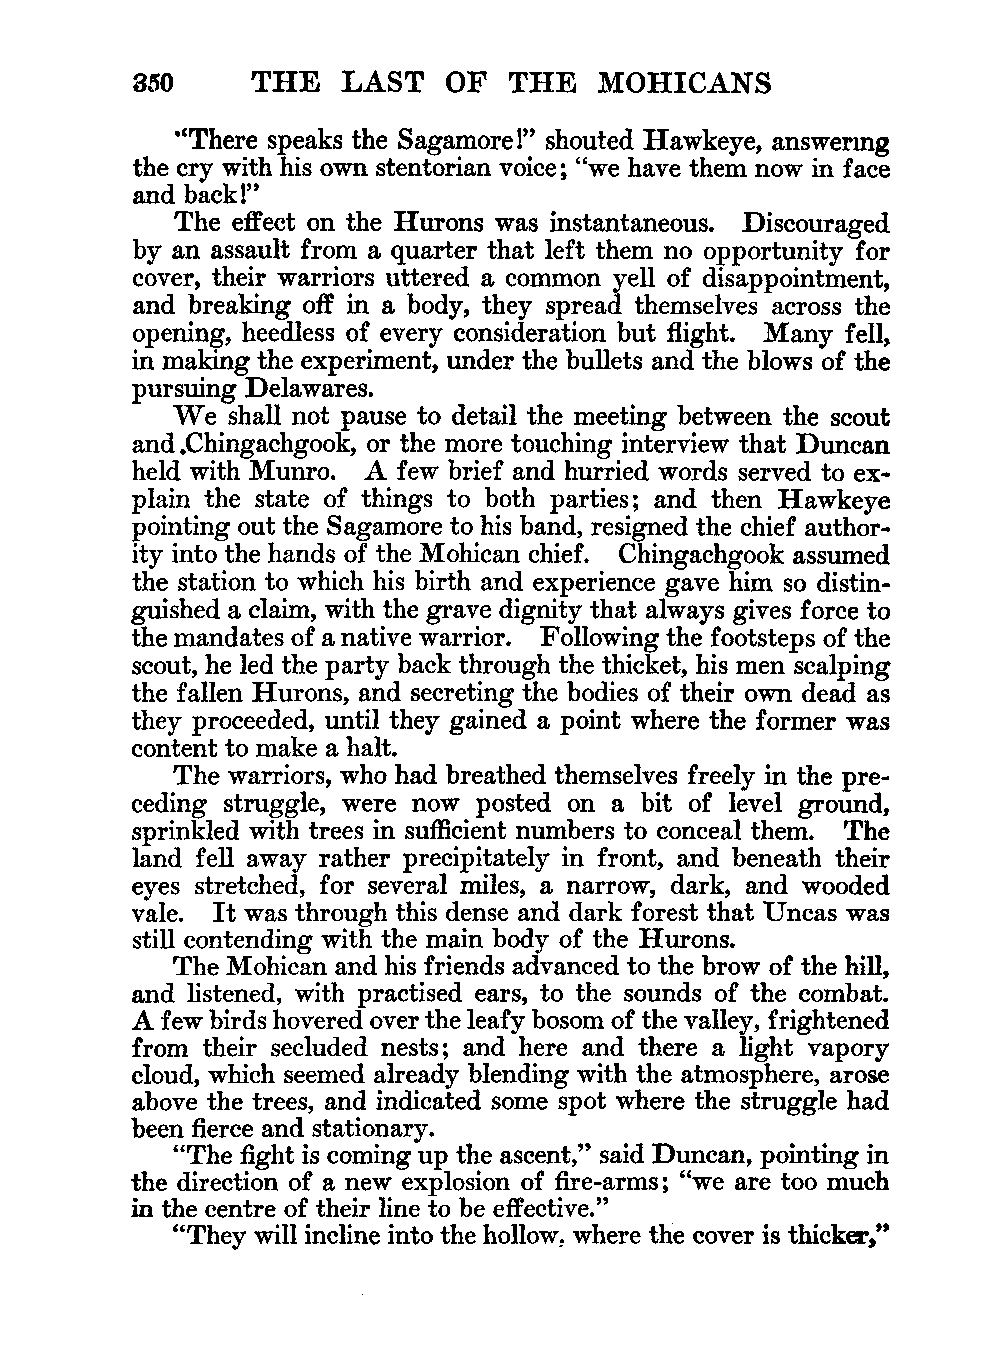 350 THE LAST OF THE MOHICANS
"There speaks the Sagamore!" shouted Hawkeye, answering
the cry with his own stentorian voice; "we have them now in face
and back!"
The effect on the Hurons was instantaneous. Discouraged
by an assault from a quarter that left them no opportunity for
cover, their warriors uttered a common yell of disappointment,
and breaking off in a body, they spread themselves across the
opening, heedless of every consideration but flight. Many fell,
in making the experiment, under the bullets and the blows of the
pursuing Delawares.
We shall not pause to detail the meeting between the scout
and Chingachgook, or the more touching interview that Duncan
held with Munro. A few brief and hurried words served to ex-
plain the state of things to both parties; and then Hawkeye
pointing out the Sagamore to his band, resigned the chief author-
ity into the hands of the Mohican chief. Chingachgook assumed
the station to which his birth and experience gave him so distin-
guished a claim, with the grave dignity that always gives force to
the mandates of a native warrior. Following the footsteps of the
scout, he led the party back through the thicket, his men scalping
the fallen Hurons, and secreting the bodies of their own dead as
they proceeded, until they gained a point where the former was
content to make a halt.
The warriors, who had breathed themselves freely in the pre-
ceding struggle, were now posted on a bit of level ground,
sprinkled with trees in sufficient numbers to conceal them. The
land fell away rather precipitately in front, and beneath their
eyes stretched, for several miles, a narrow, dark, and wooded
vale. It was through this dense and dark forest that Uncas was
still contending with the main body of the Hurons.
The Mohican and his friends advanced to the brow of the hill,
and listened, with practised ears, to the sounds of the combat.
A few birds hovered over the leafy bosom of the valley, frightened
from their secluded nests; and here and there a light vapory
cloud, which seemed already blending with the atmosphere, arose
above the trees, and indicated some spot where the struggle had
been fierce and stationary.
"The fight is coming up the ascent," said Duncan, pointing in
the direction of a new explosion of fire-arms; "we are too much
in the centre of their line to be effective."
"They will incline into the hollow, where the cover is thicker,"